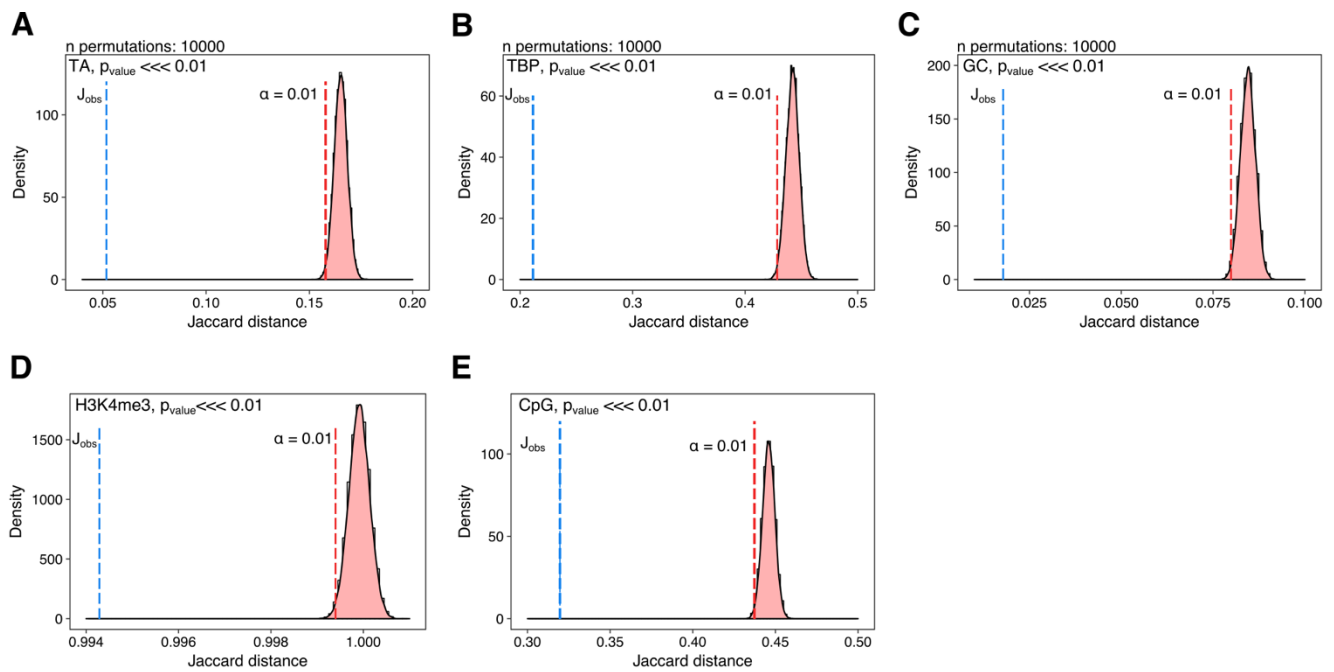 A
n permutations: 10000
TA, pvalue <<< 0.01
Jobs
α = 0.01
Density
0
50
100
0.05
0.10
0.15
0.20
Jaccard distance
B
n permutations: 10000
TBP, pvalue <<< 0.01
Jobs
α = 0.01
Density
0
20
40
60
0.2
0.3
0.4
0.5
Jaccard distance
C
n permutations: 10000
GC, pvalue <<< 0.01
Jobs
α = 0.01
Density
0
50
100
150
200
0.025
0.050
0.075
0.100
Jaccard distance
D
H3K4me3, pvalue <<< 0.01
Jobs
α = 0.01
Density
0
500
1000
1500
0.994
0.996
0.998
1.000
Jaccard distance
E
CpG, pvalue <<< 0.01
Jobs
α = 0.01
Density
0
50
100
0.30
0.35
0.40
0.45
0.50
Jaccard distance